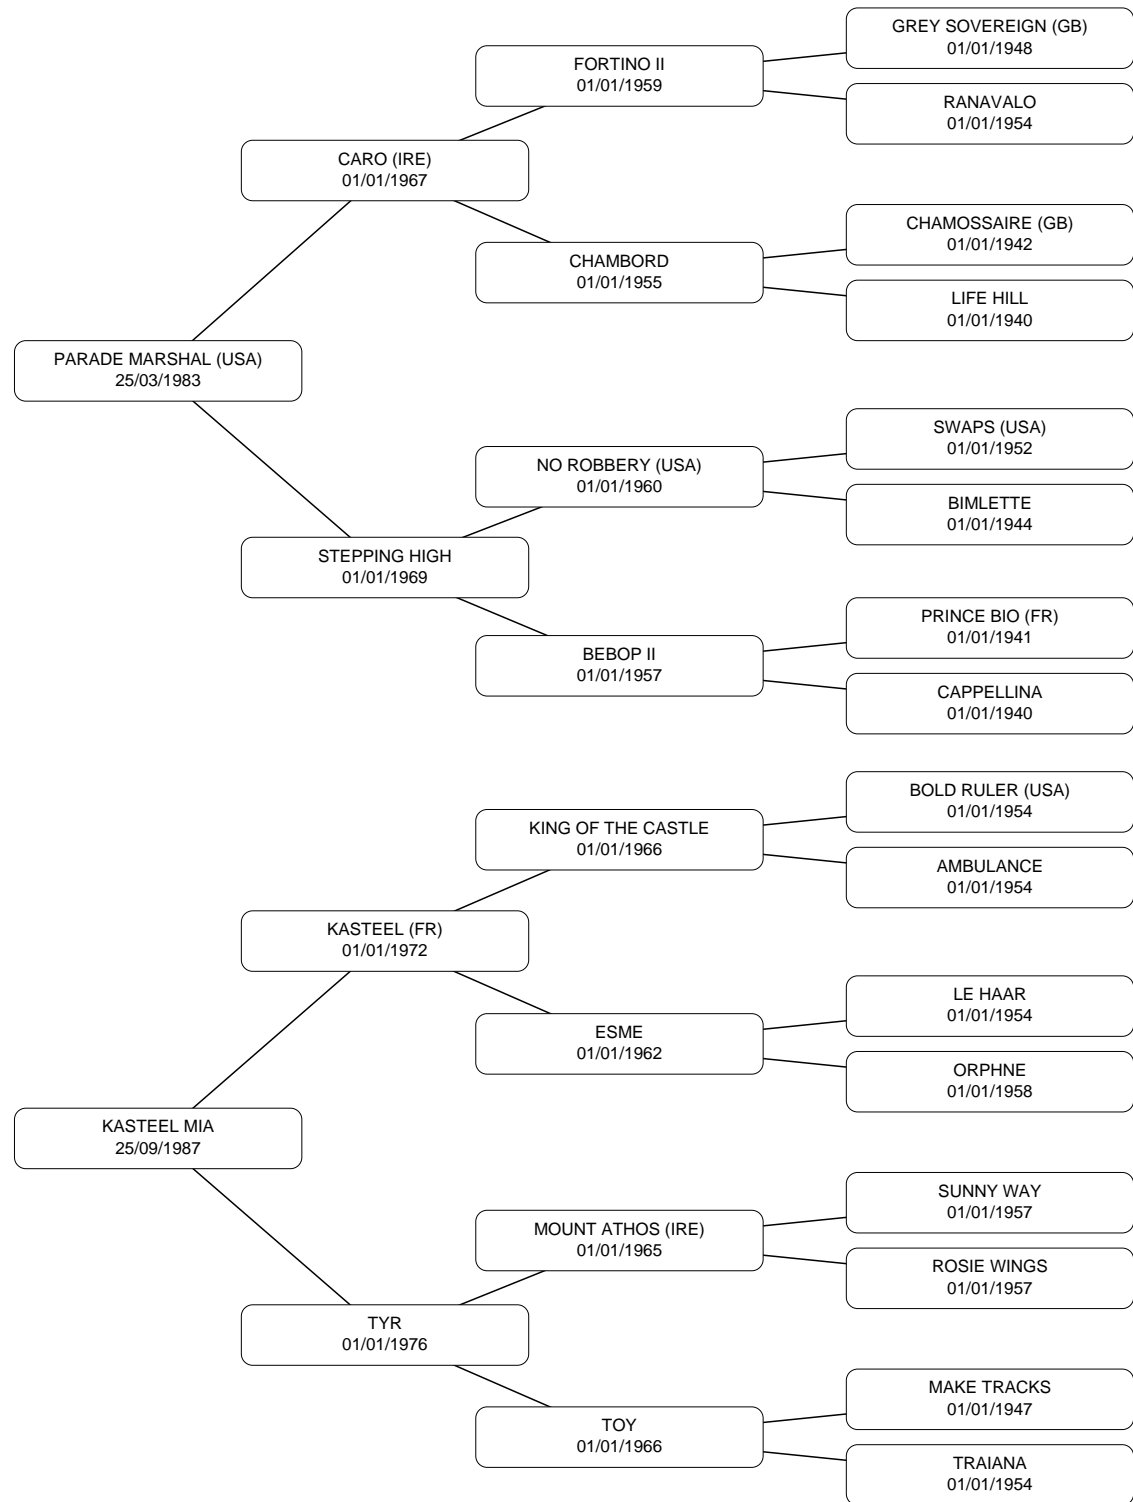 GREY SOVEREIGN (GB)
01/01/1948
FORTINO II
01/01/1959
RANAVALO
01/01/1954
CARO (IRE)
01/01/1967
CHAMOSSAIRE (GB)
01/01/1942
CHAMBORD
01/01/1955
LIFE HILL
01/01/1940
PARADE MARSHAL (USA)
25/03/1983
SWAPS (USA)
01/01/1952
NO ROBBERY (USA)
01/01/1960
BIMLETTE
01/01/1944
STEPPING HIGH
01/01/1969
PRINCE BIO (FR)
01/01/1941
BEBOP II
01/01/1957
CAPPELLINA
01/01/1940
BOLD RULER (USA)
01/01/1954
KING OF THE CASTLE
01/01/1966
AMBULANCE
01/01/1954
KASTEEL (FR)
01/01/1972
LE HAAR
01/01/1954
ESME
01/01/1962
ORPHNE
01/01/1958
KASTEEL MIA
25/09/1987
SUNNY WAY
01/01/1957
MOUNT ATHOS (IRE)
01/01/1965
ROSIE WINGS
01/01/1957
TYR
01/01/1976
MAKE TRACKS
01/01/1947
TOY
01/01/1966
TRAIANA
01/01/1954